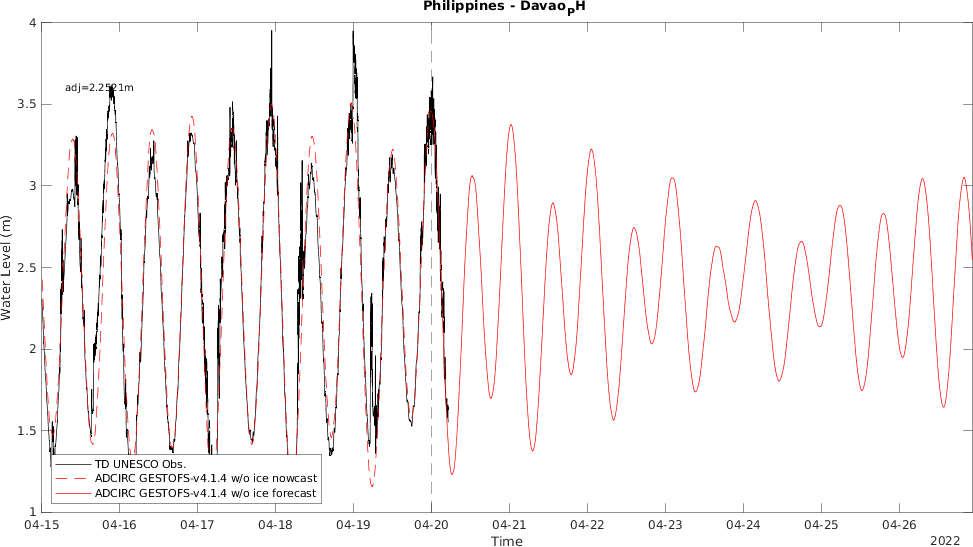 Philippines - Davao_PH
4
adj=2.2521m
3.5
3
2.5
2
1.5
1
Water Level (m)
TD UNESCO Obs.
ADCIRC GESTOFS-v4.1.4 w/o ice nowcast
ADCIRC GESTOFS-v4.1.4 w/o ice forecast
04-15 04-16 04-17 04-18 04-19 04-20 04-21 04-22 04-23 04-24 04-25 04-26
Time
2022